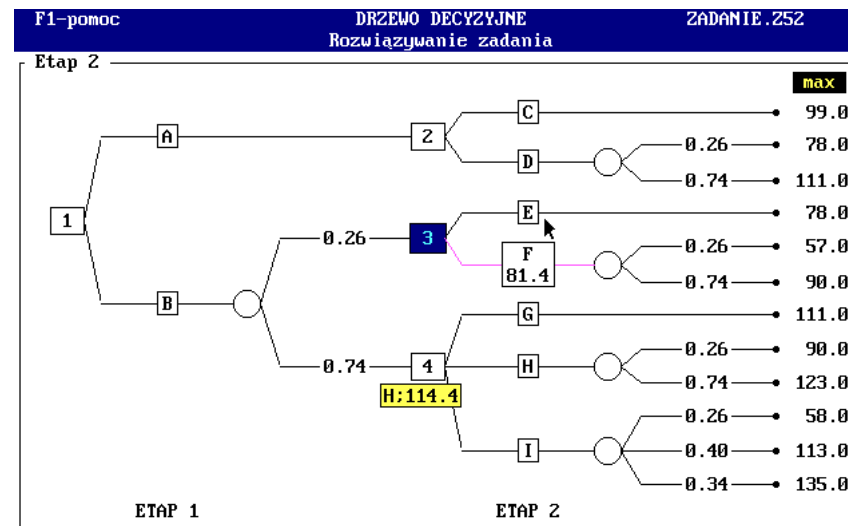 F1-pomoc DRZEWO DECYZYJNE ZADANIE.Z52
Rozwiązywanie zadania
Etap 2
max
C 99.0
A 2 0.26 78.0
D
0.74 111.0
1 E 78.0
0.26 3 0.26 57.0
F
81.4
0.74 90.0
B G 111.0
0.26 90.0
0.74 4 H
0.74 123.0
H;114.4
0.26 58.0
I 0.40 113.0
0.34 135.0
ETAP 1 ETAP 2